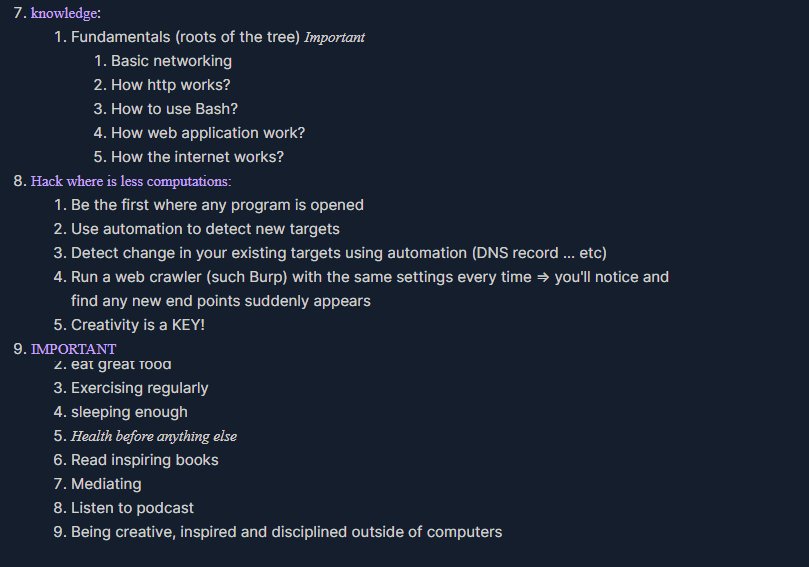 7. knowledge:
1. Fundamentals (roots of the tree) Important
1. Basic networking
2. How http works?
3. How to use Bash?
4. How web application work?
5. How the internet works?
8. Hack where is less computations:
1. Be the first where any program is opened
2. Use automation to detect new targets
3. Detect change in your existing targets using automation (DNS record ... etc)
4. Run a web crawler (such Burp) with the same settings every time ⇒ you'll notice and
find any new end points suddenly appears
5. Creativity is a KEY!
9. IMPORTANT
2. eat great food
3. Exercising regularly
4. sleeping enough
5. Health before anything else
6. Read inspiring books
7. Mediating
8. Listen to podcast
9. Being creative, inspired and disciplined outside of computers